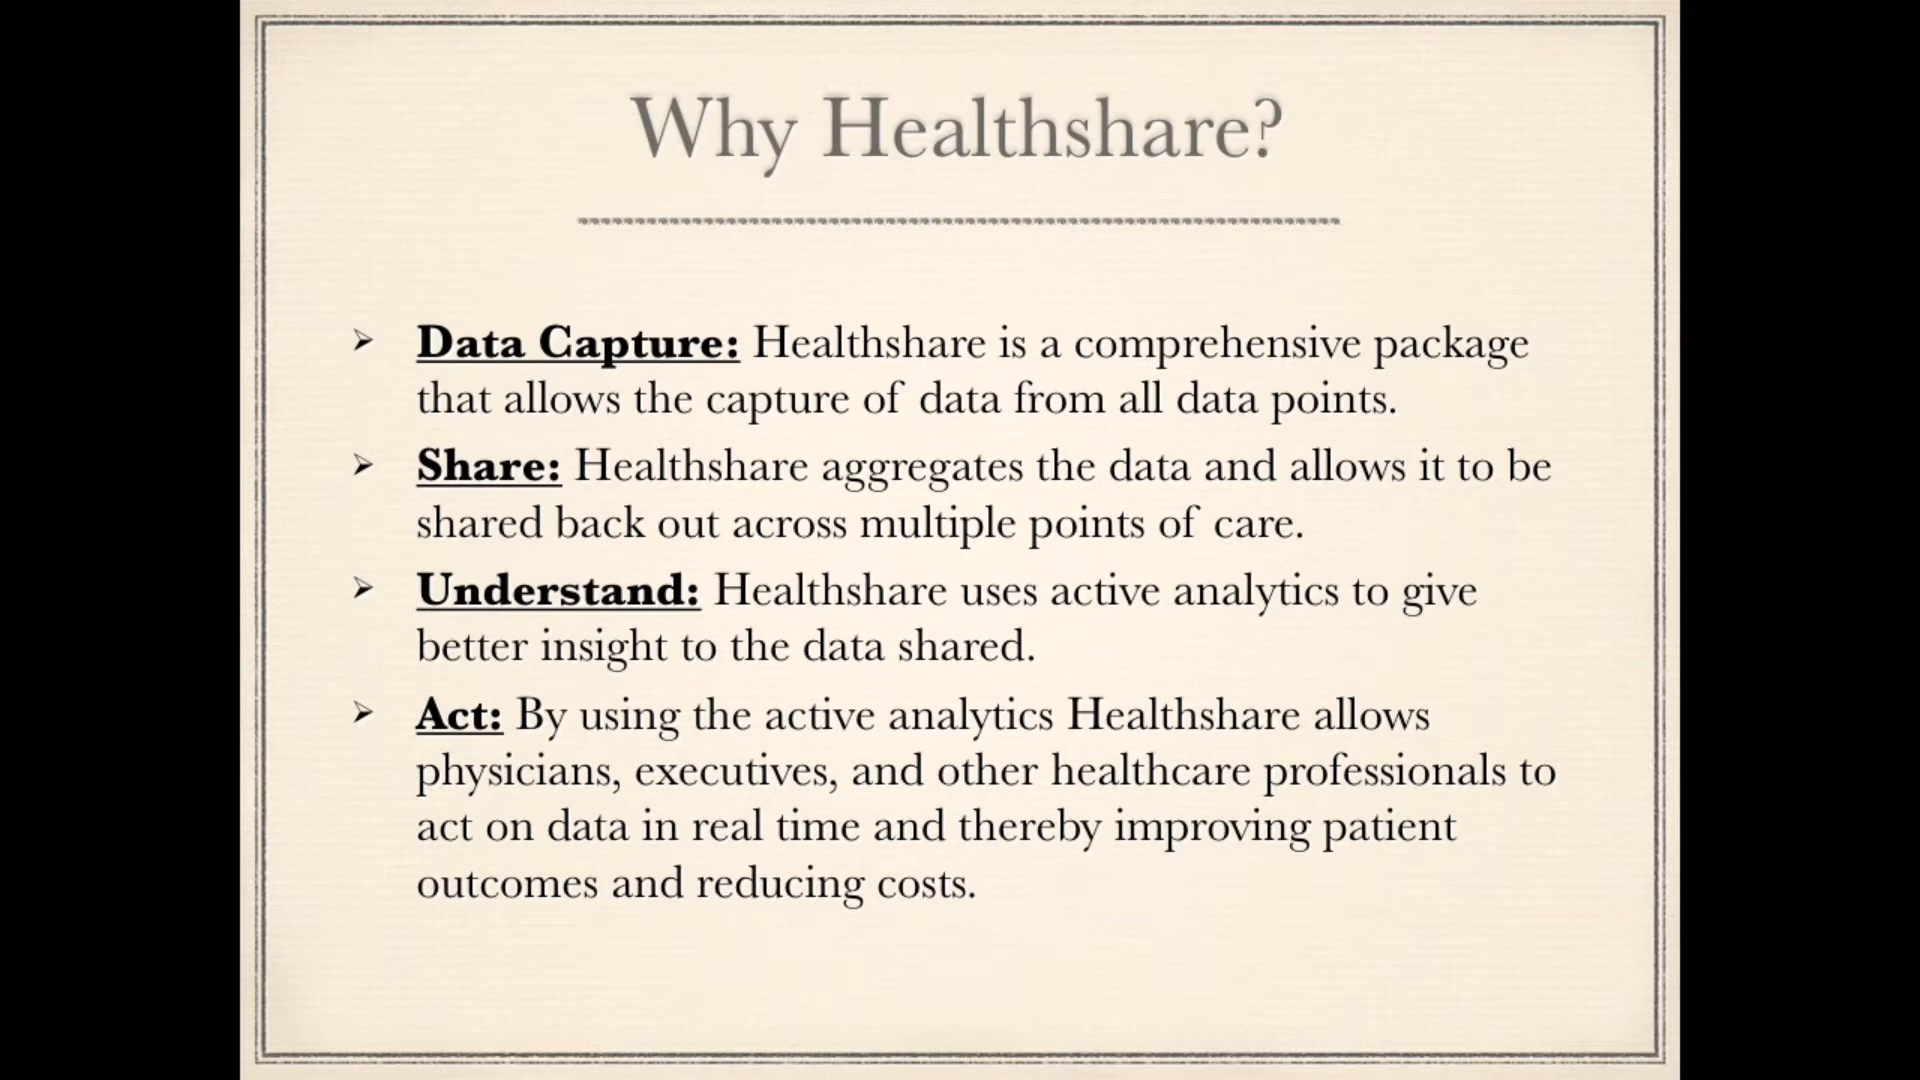 Why Healthshare?
➢ Data Capture: Healthshare is a comprehensive package
that allows the capture of data from all data points.
➢ Share: Healthshare aggregates the data and allows it to be
shared back out across multiple points of care.
➢ Understand: Healthshare uses active analytics to give
better insight to the data shared.
➢ Act: By using the active analytics Healthshare allows
physicians, executives, and other healthcare professionals to
act on data in real time and thereby improving patient
outcomes and reducing costs.